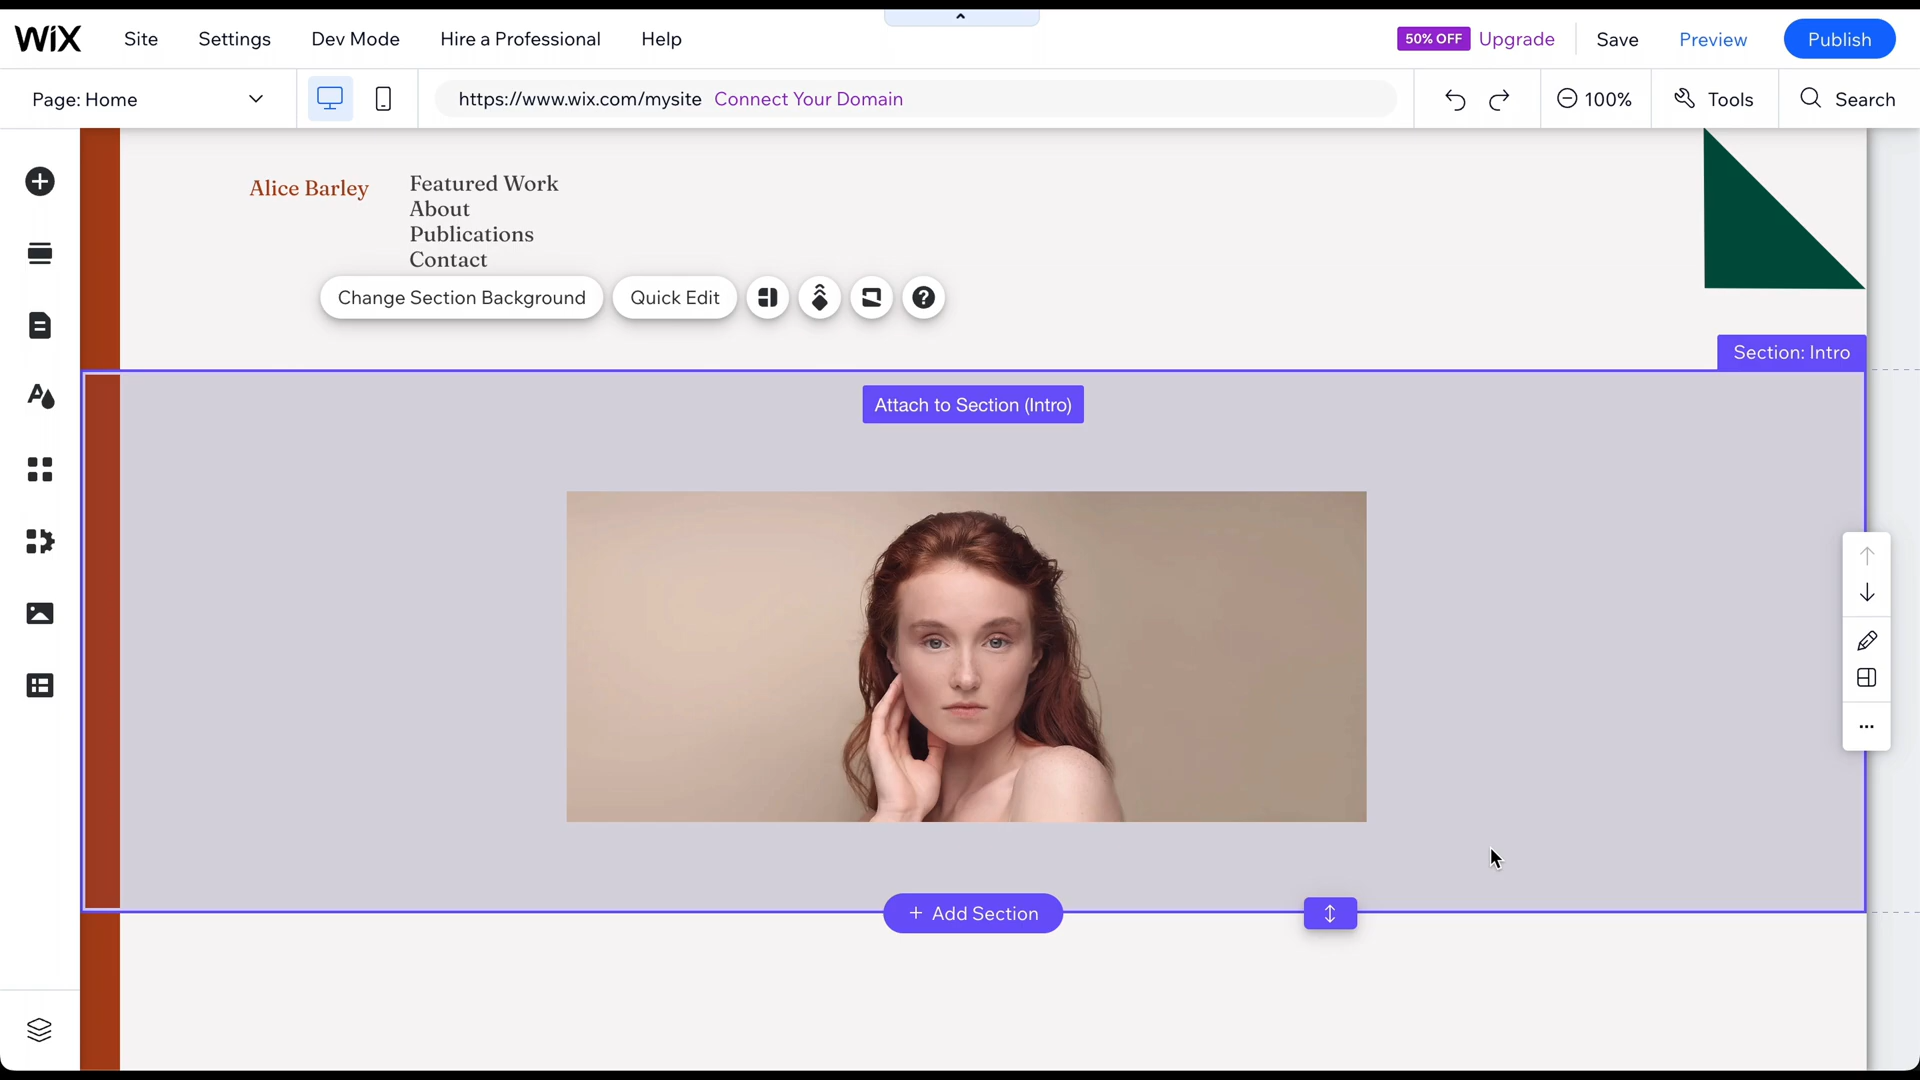 WiX
Site
Settings
Dev Mode
Hire a Professional
Help
50% OFF
Upgrade
Save
Preview
Publish
Page: Home
https://www.wix.com/mysite
Connect Your Domain
100%
Tools
Search
Alice Barley
Featured Work
About
Publications
Contact
Change Section Background
Quick Edit
?
Section: Intro
Attach to Section (Intro)
+ Add Section